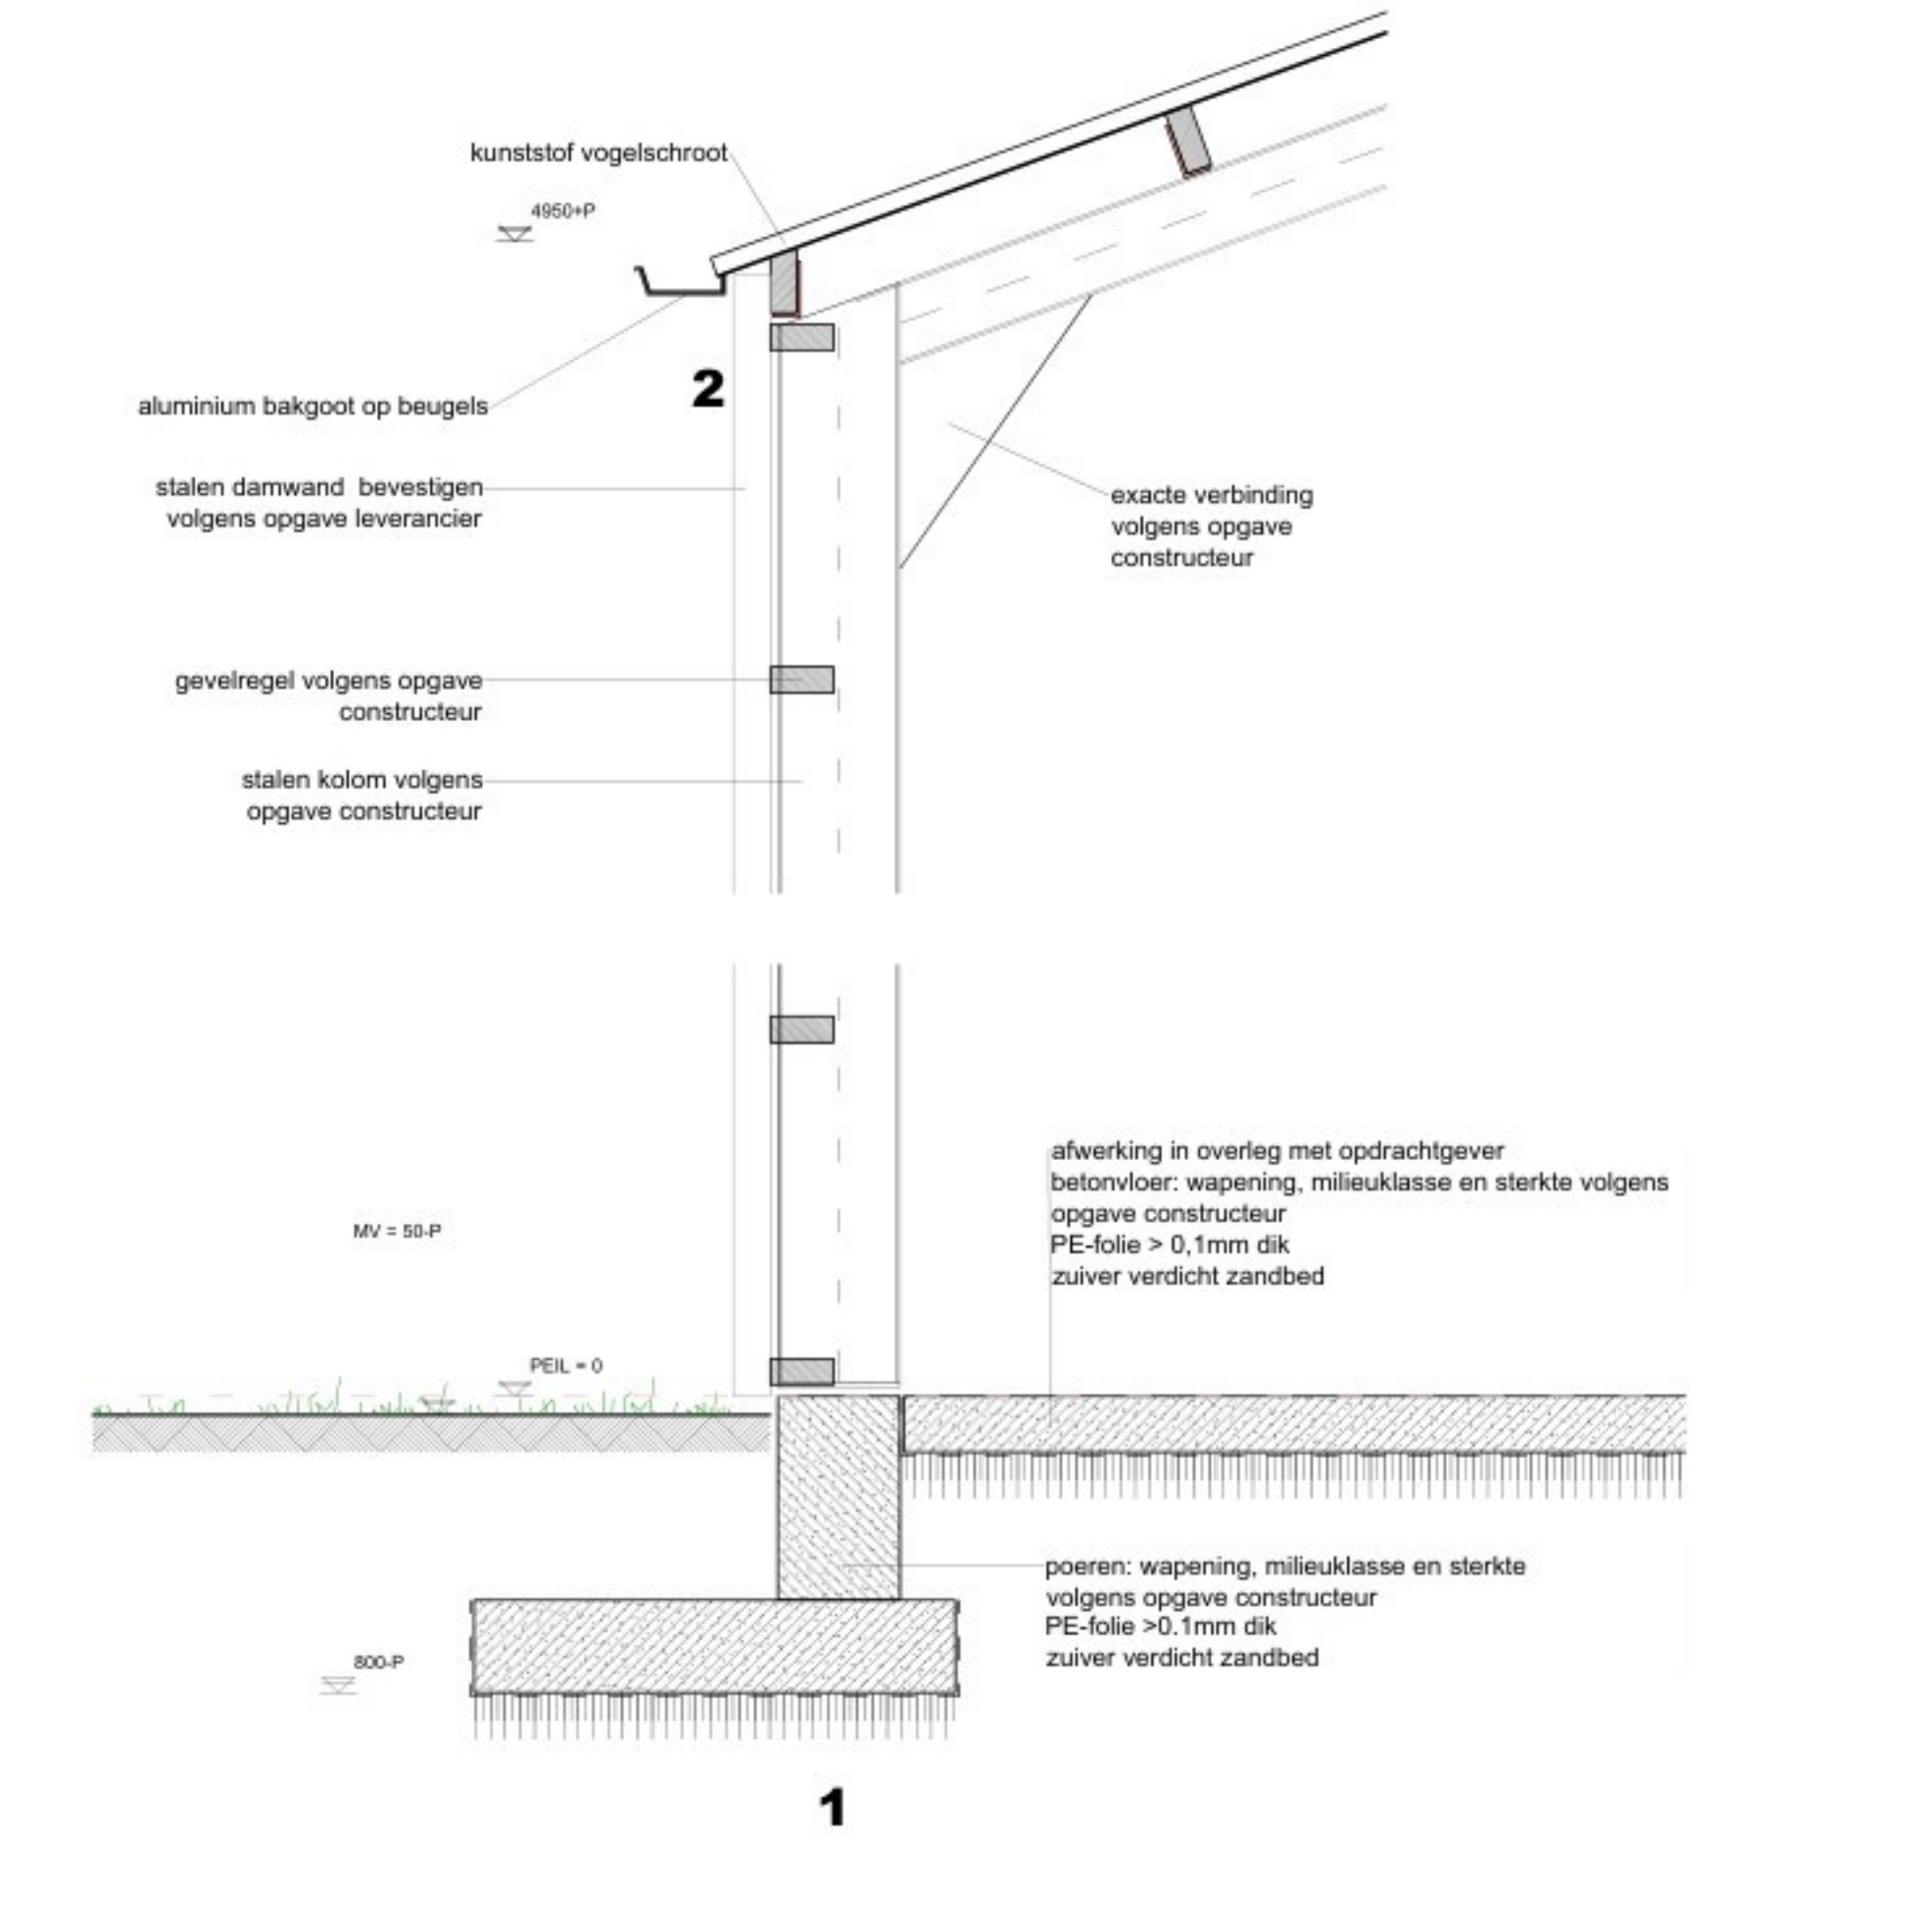 kunststof vogelschroot
4950+P
aluminium bakgoot op beugels
2
stalen damwand bevestigen
volgens opgave leverancier
exacte verbinding
volgens opgave
constructeur
gevelregel volgens opgave
constructeur
stalen kolom volgens
opgave constructeur
afwerking in overleg met opdrachtgever
betonvloer: wapening, milieuklasse en sterkte volgens
opgave constructeur
PE-folie > 0,1mm dik
zuiver verdicht zandbed
MV = 50-P
PEIL = 0
poeren: wapening, milieuklasse en sterkte
volgens opgave constructeur
PE-folie >0.1mm dik
zuiver verdicht zandbed
800-P
1